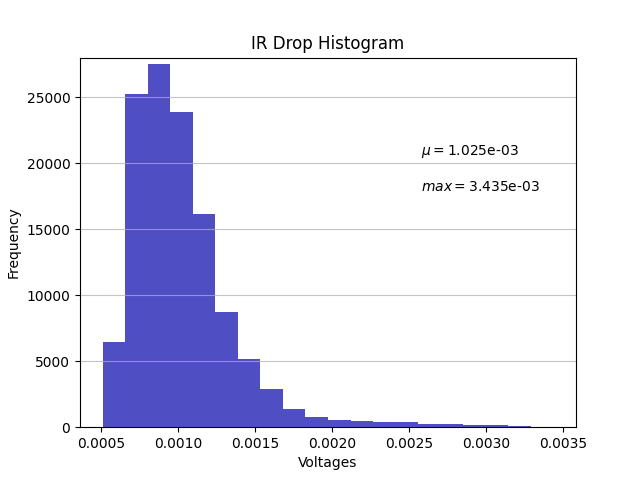 IR Drop Histogram
25000
20000
15000
10000
5000
0
Frequency
μ = 1.025e-03
max = 3.435e-03
0.0005 0.0010 0.0015 0.0020 0.0025 0.0030 0.0035
Voltages